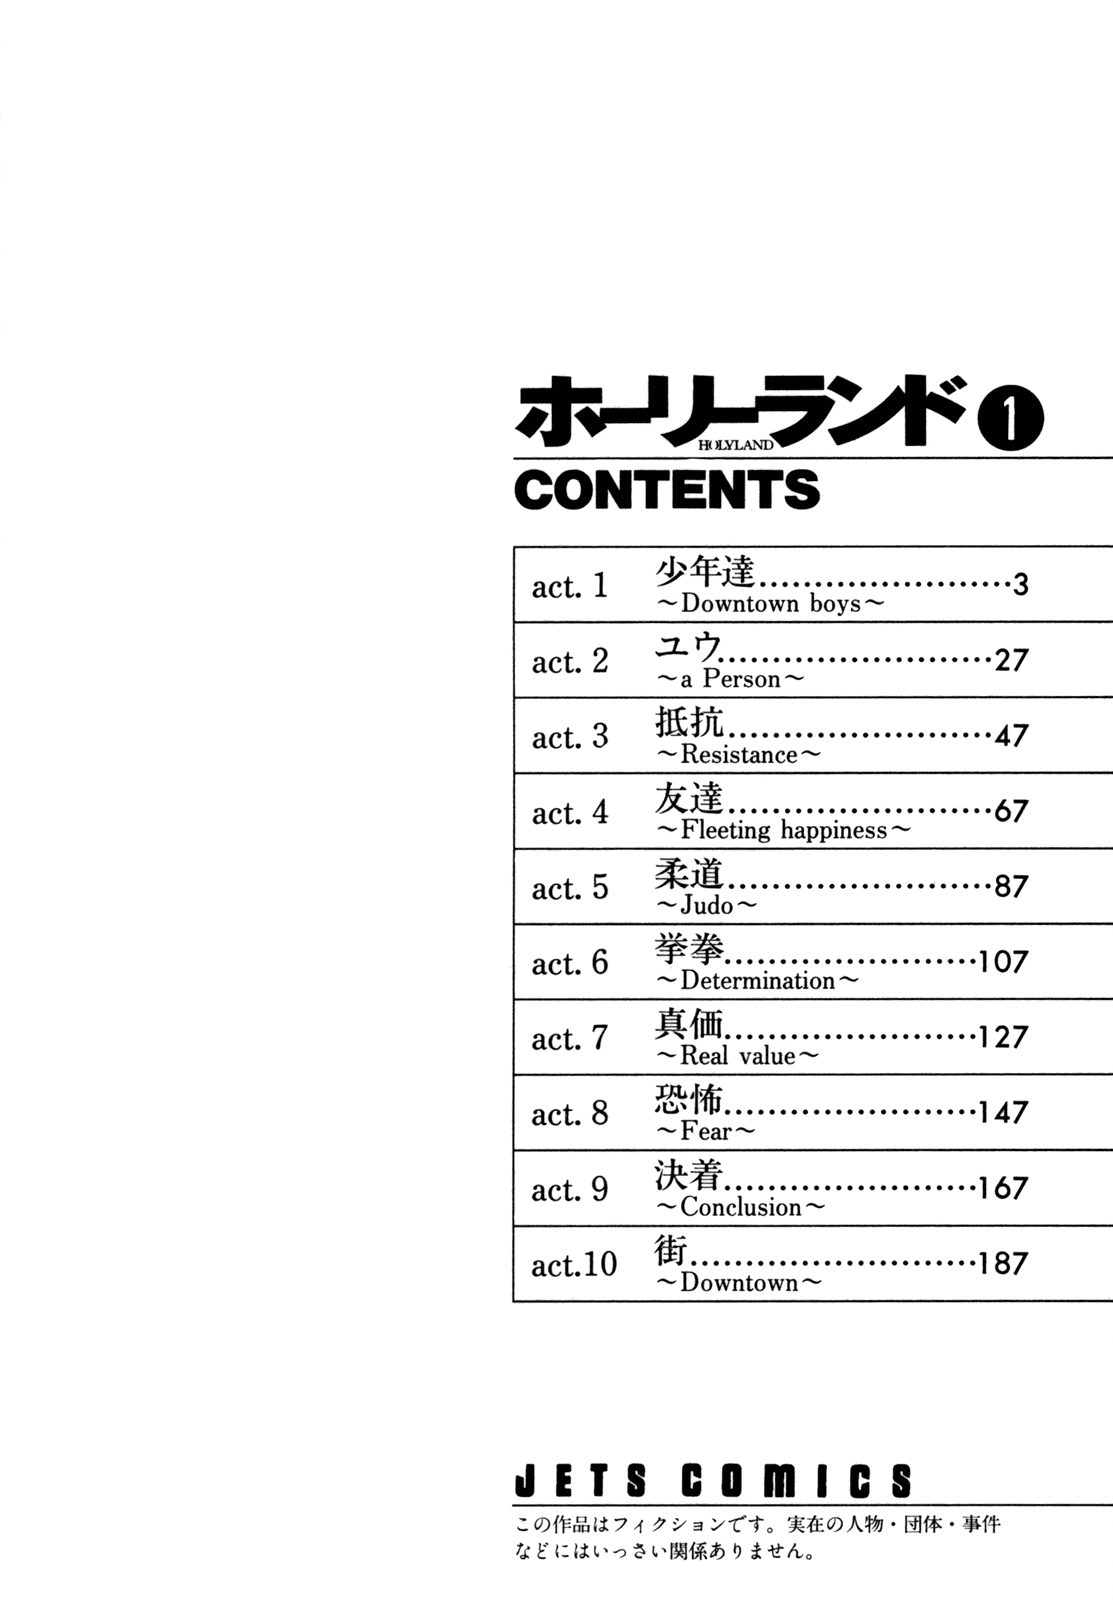 ホーリーランド 1
HOLYLAND
CONTENTS
act. 1 少年達.......................3
～Downtown boys～
act. 2 ユウ.........................27
～a Person～
act. 3 抵抗........................47
～Resistance～
act. 4 友達........................67
～Fleeting happiness～
act. 5 柔道........................87
～Judo～
act. 6 挙拳.......................107
～Determination～
act. 7 真価.......................127
～Real value～
act. 8 恐怖.......................147
～Fear～
act. 9 決着.......................167
～Conclusion～
act.10 街..........................187
～Downtown～
JETS COMICS
この作品はフィクションです。実在の人物・団体・事件
などにはいっさい関係ありません。